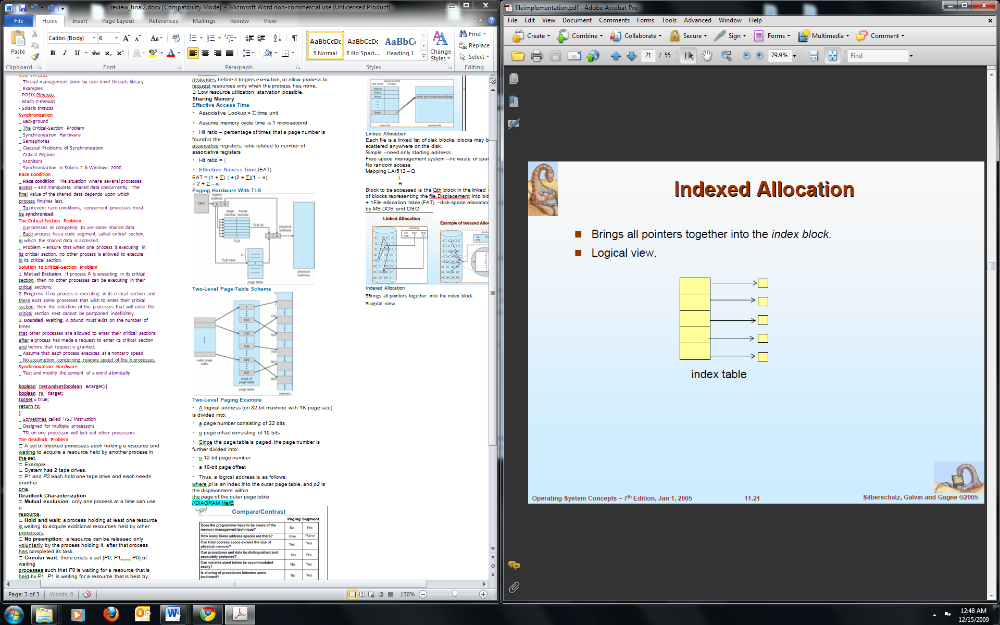 review_final2.docx [Compatibility Mode] - Microsoft Word non-commercial use (Unlicensed Product)
File Home Insert Page Layout References Mailings Review View
Paste
Calibri (Body) 6
AaBbCcDc AaBbCcDc AaBbCc
¶ Normal ¶ No Spaci... Heading 1
Change Styles
Find
Replace
Select
Clipboard Font Paragraph Styles Editing
User Threads
_ Thread management done by user-level threads library
_ Examples
- POSIX Pthreads
- Mach C-threads
- Solaris threads
Synchronization
_ Background
_ The Critical-Section Problem
_ Synchronization Hardware
_ Semaphores
_ Classical Problems of Synchronization
_ Critical Regions
_ Monitors
_ Synchronization in Solaris 2 & Windows 2000
Race Condition
_ Race condition: The situation where several processes
access – and manipulate shared data concurrently. The
final value of the shared data depends upon which
process finishes last.
_ To prevent race conditions, concurrent processes must
be synchronized.
The Critical-Section Problem
_ n processes all competing to use some shared data
_ Each process has a code segment, called critical section,
in which the shared data is accessed.
_ Problem – ensure that when one process is executing in
its critical section, no other process is allowed to execute
in its critical section.
Solution to Critical-Section Problem
1. Mutual Exclusion. If process Pi is executing in its critical
section, then no other processes can be executing in their
critical sections.
2. Progress. If no process is executing in its critical section and
there exist some processes that wish to enter their critical
section, then the selection of the processes that will enter the
critical section next cannot be postponed indefinitely.
3. Bounded Waiting. A bound must exist on the number of
times
that other processes are allowed to enter their critical sections
after a process has made a request to enter its critical section
and before that request is granted.
_ Assume that each process executes at a nonzero speed
_ No assumption concerning relative speed of the n processes.
Synchronization Hardware
_ Test and modify the content of a word atomically
.
boolean TestAndSet(boolean &target) {
boolean rv = target;
target = true;
return rv;
}
_ Sometimes called ‘TSL’ instruction
_ Designed for multiple processors
_ TSL on one processor will lock out other processors
The Deadlock Problem
A set of blocked processes each holding a resource and
waiting to acquire a resource held by another process in
the set.
Example
System has 2 tape drives.
P1 and P2 each hold one tape drive and each needs
another
one.
Deadlock Characterization
Mutual exclusion: only one process at a time can use
a
resource.
Hold and wait: a process holding at least one resource
is waiting to acquire additional resources held by other
processes.
No preemption: a resource can be released only
voluntarily by the process holding it, after that process
has completed its task.
Circular wait: there exists a set {P0, P1, …, P0} of
waiting
processes such that P0 is waiting for a resource that is
held by P1, P1 is waiting for a resource that is held by
resources before it begins execution, or allow process to
request resources only when the process has none.
Low resource utilization; starvation possible.
Sharing Memory
Effective Access Time
· Associative Lookup = Σ time unit
· Assume memory cycle time is 1 microsecond
· Hit ratio – percentage of times that a page number is
found in the
associative registers; ratio related to number of
associative registers
· Hit ratio = ⟨
· Effective Access Time (EAT)
EAT = (1 + Σ) ⟨ + (2 + Σ)(1 – a)
= 2 + Σ – α
Paging Hardware With TLB
logical address
CPU p d
page number frame number
TLB hit
physical address
f d
TLB
p
TLB miss
f
physical memory
page table
Two-Level Page-Table Scheme
0
1
1
500
100
100
500
708
708
929
900
900
929
outer page table
page of page table
page table
memory
Two-Level Paging Example
· A logical address (on 32-bit machine with 1K page size)
is divided into:
· a page number consisting of 22 bits
· a page offset consisting of 10 bits
· Since the page table is paged, the page number is
further divided into:
· a 12-bit page number
· a 10-bit page offset
· Thus, a logical address is as follows:
where pi is an index into the outer page table, and p2 is
the displacement within
the page of the outer page table
//DIAGRAM HerE
Compare/Contrast
Paging Segment
Does the programmer have to be aware of the memory management technique? No Yes
How many linear address spaces are there? One Many
Can total address space exceed the size of physical memory? Yes Yes
Can procedures and data be distinguished and separately protected? No Yes
Can variable sized tables be accommodated easily? No Yes
Is sharing of procedures between users facilitated? No Yes
last name logical record number
Adams
Arthur
Asher
Smith
smith, john social-security age
index file relative file
Linked Allocation
Each file is a linked list of disk blocks: blocks may b
scattered anywhere on the disk.
Simple –need only starting address
Free-space management system –no waste of spac
No random access
Mapping LA/512 – Q
|
R
Block to be accessed is the Qth block in the linked
of blocks representing the file.Displacement into blo
+ 1File-allocation table (FAT) –disk-space allocation
by MS-DOS and OS/2.
Linked Allocation
directory
file start end
jeep 9 25
Example of Indexed Allo
Indexed Allocation
Brings all pointers together into the index block.
Logical view.
Page: 3 of 3 Words: 0 130%
fileimplementation.pdf - Adobe Acrobat Pro
File Edit View Document Comments Forms Tools Advanced Window Help
Create Combine Collaborate Secure Sign Forms Multimedia Comment
21 / 55 79.9% Find
Indexed Allocation
Brings all pointers together into the index block.
Logical view.
index table
Operating System Concepts – 7th Edition, Jan 1, 2005 11.21 Silberschatz, Galvin and Gagne ©2005
12:48 AM
12/15/2009